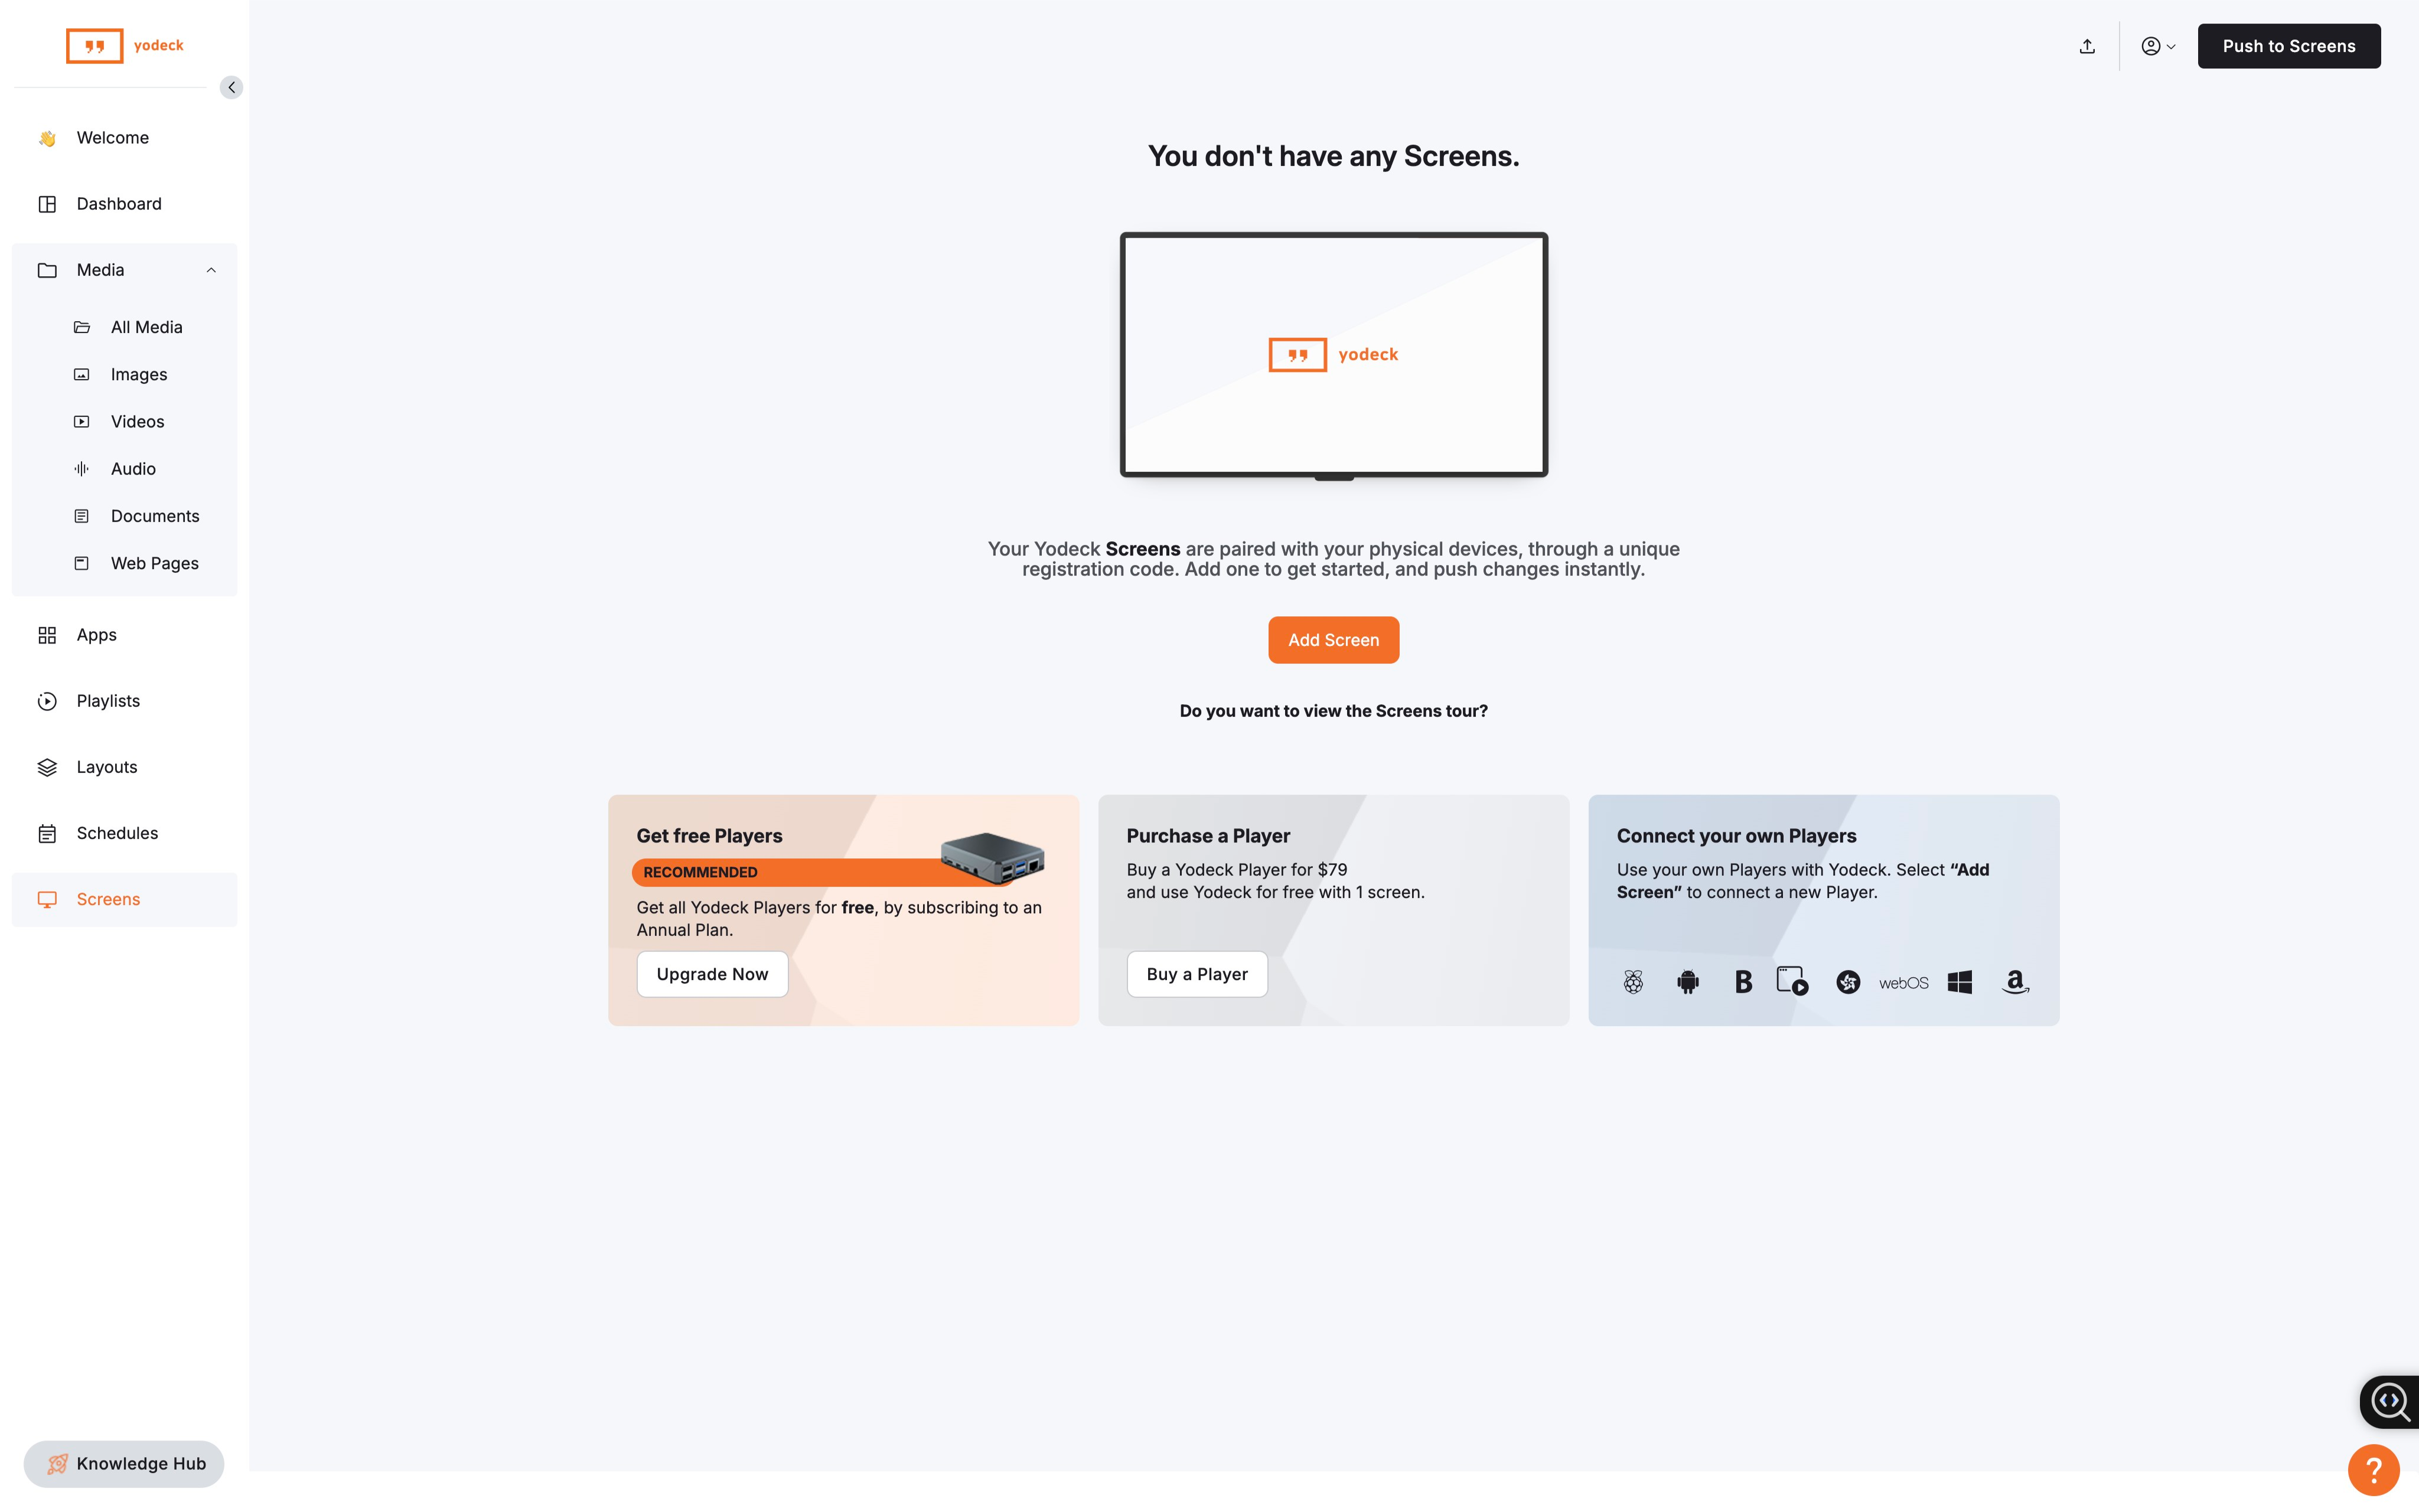 yodeck
Push to Screens
Welcome
Dashboard
Media
All Media
Images
Videos
Audio
Documents
Web Pages
Apps
Playlists
Layouts
Schedules
Screens
Knowledge Hub
You don't have any Screens.
yodeck
Your Yodeck Screens are paired with your physical devices, through a unique
registration code. Add one to get started, and push changes instantly.
Add Screen
Do you want to view the Screens tour?
Get free Players
RECOMMENDED
Get all Yodeck Players for free, by subscribing to an
Annual Plan.
Upgrade Now
Purchase a Player
Buy a Yodeck Player for $79
and use Yodeck for free with 1 screen.
Buy a Player
Connect your own Players
Use your own Players with Yodeck. Select “Add
Screen” to connect a new Player.
B
webOS
a
?